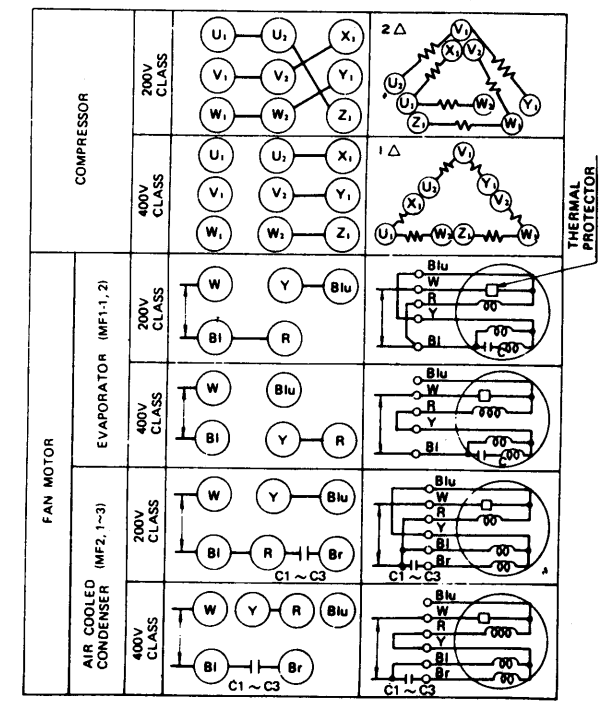 COMPRESSOR
200V CLASS
U1 U2 X1
V1 V2 Y1
W1 W2 Z1
2△
V1
X1 V2
U2
U1 W2 Y1
Z1 W1
400V CLASS
U1 U2 X1
V1 V2 Y1
W1 W2 Z1
1△
V1
U2 Y1
X1 V2
U1 W2 Z1 W1
THERMAL PROTECTOR
FAN MOTOR
EVAPORATOR (MF1-1, 2)
200V CLASS
W Y Blu
Bl R
Blu
W
R
Y
Bl
C
400V CLASS
W Blu
Bl Y R
Blu
W
R
Y
Bl
C
AIR COOLED CONDENSER (MF2, 1~3)
200V CLASS
W Y Blu
Bl R Br
C1~C3
Blu
W
R
Y
Bl
Br
C1~C3
400V CLASS
W Y R Blu
Bl Br
C1~C3
Blu
W
R
Y
Bl
Br
C1~C3